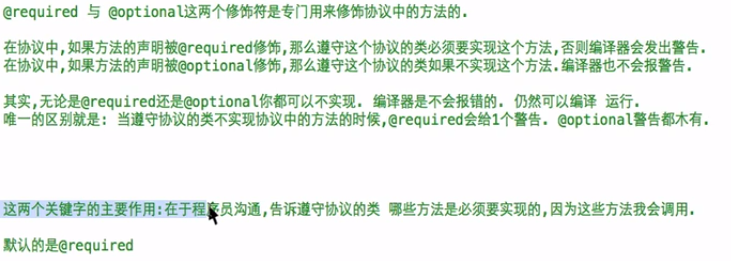 @required 与 @optional这两个修饰符是专门用来修饰协议中的方法的.
在协议中,如果方法的声明被@required修饰,那么遵守这个协议的类必须要实现这个方法,否则编译器会发出警告.
在协议中,如果方法的声明被@optional修饰,那么遵守这个协议的类如果不实现这个方法.编译器也不会报警告.
其实,无论是@required还是@optional你都可以不实现. 编译器是不会报错的. 仍然可以编译 运行.
唯一的区别就是: 当遵守协议的类不实现协议中的方法的时候,@required会给1个警告. @optional警告都木有.
这两个关键字的主要作用:在于程序员沟通,告诉遵守协议的类 哪些方法是必须要实现的,因为这些方法我会调用.
默认的是@required